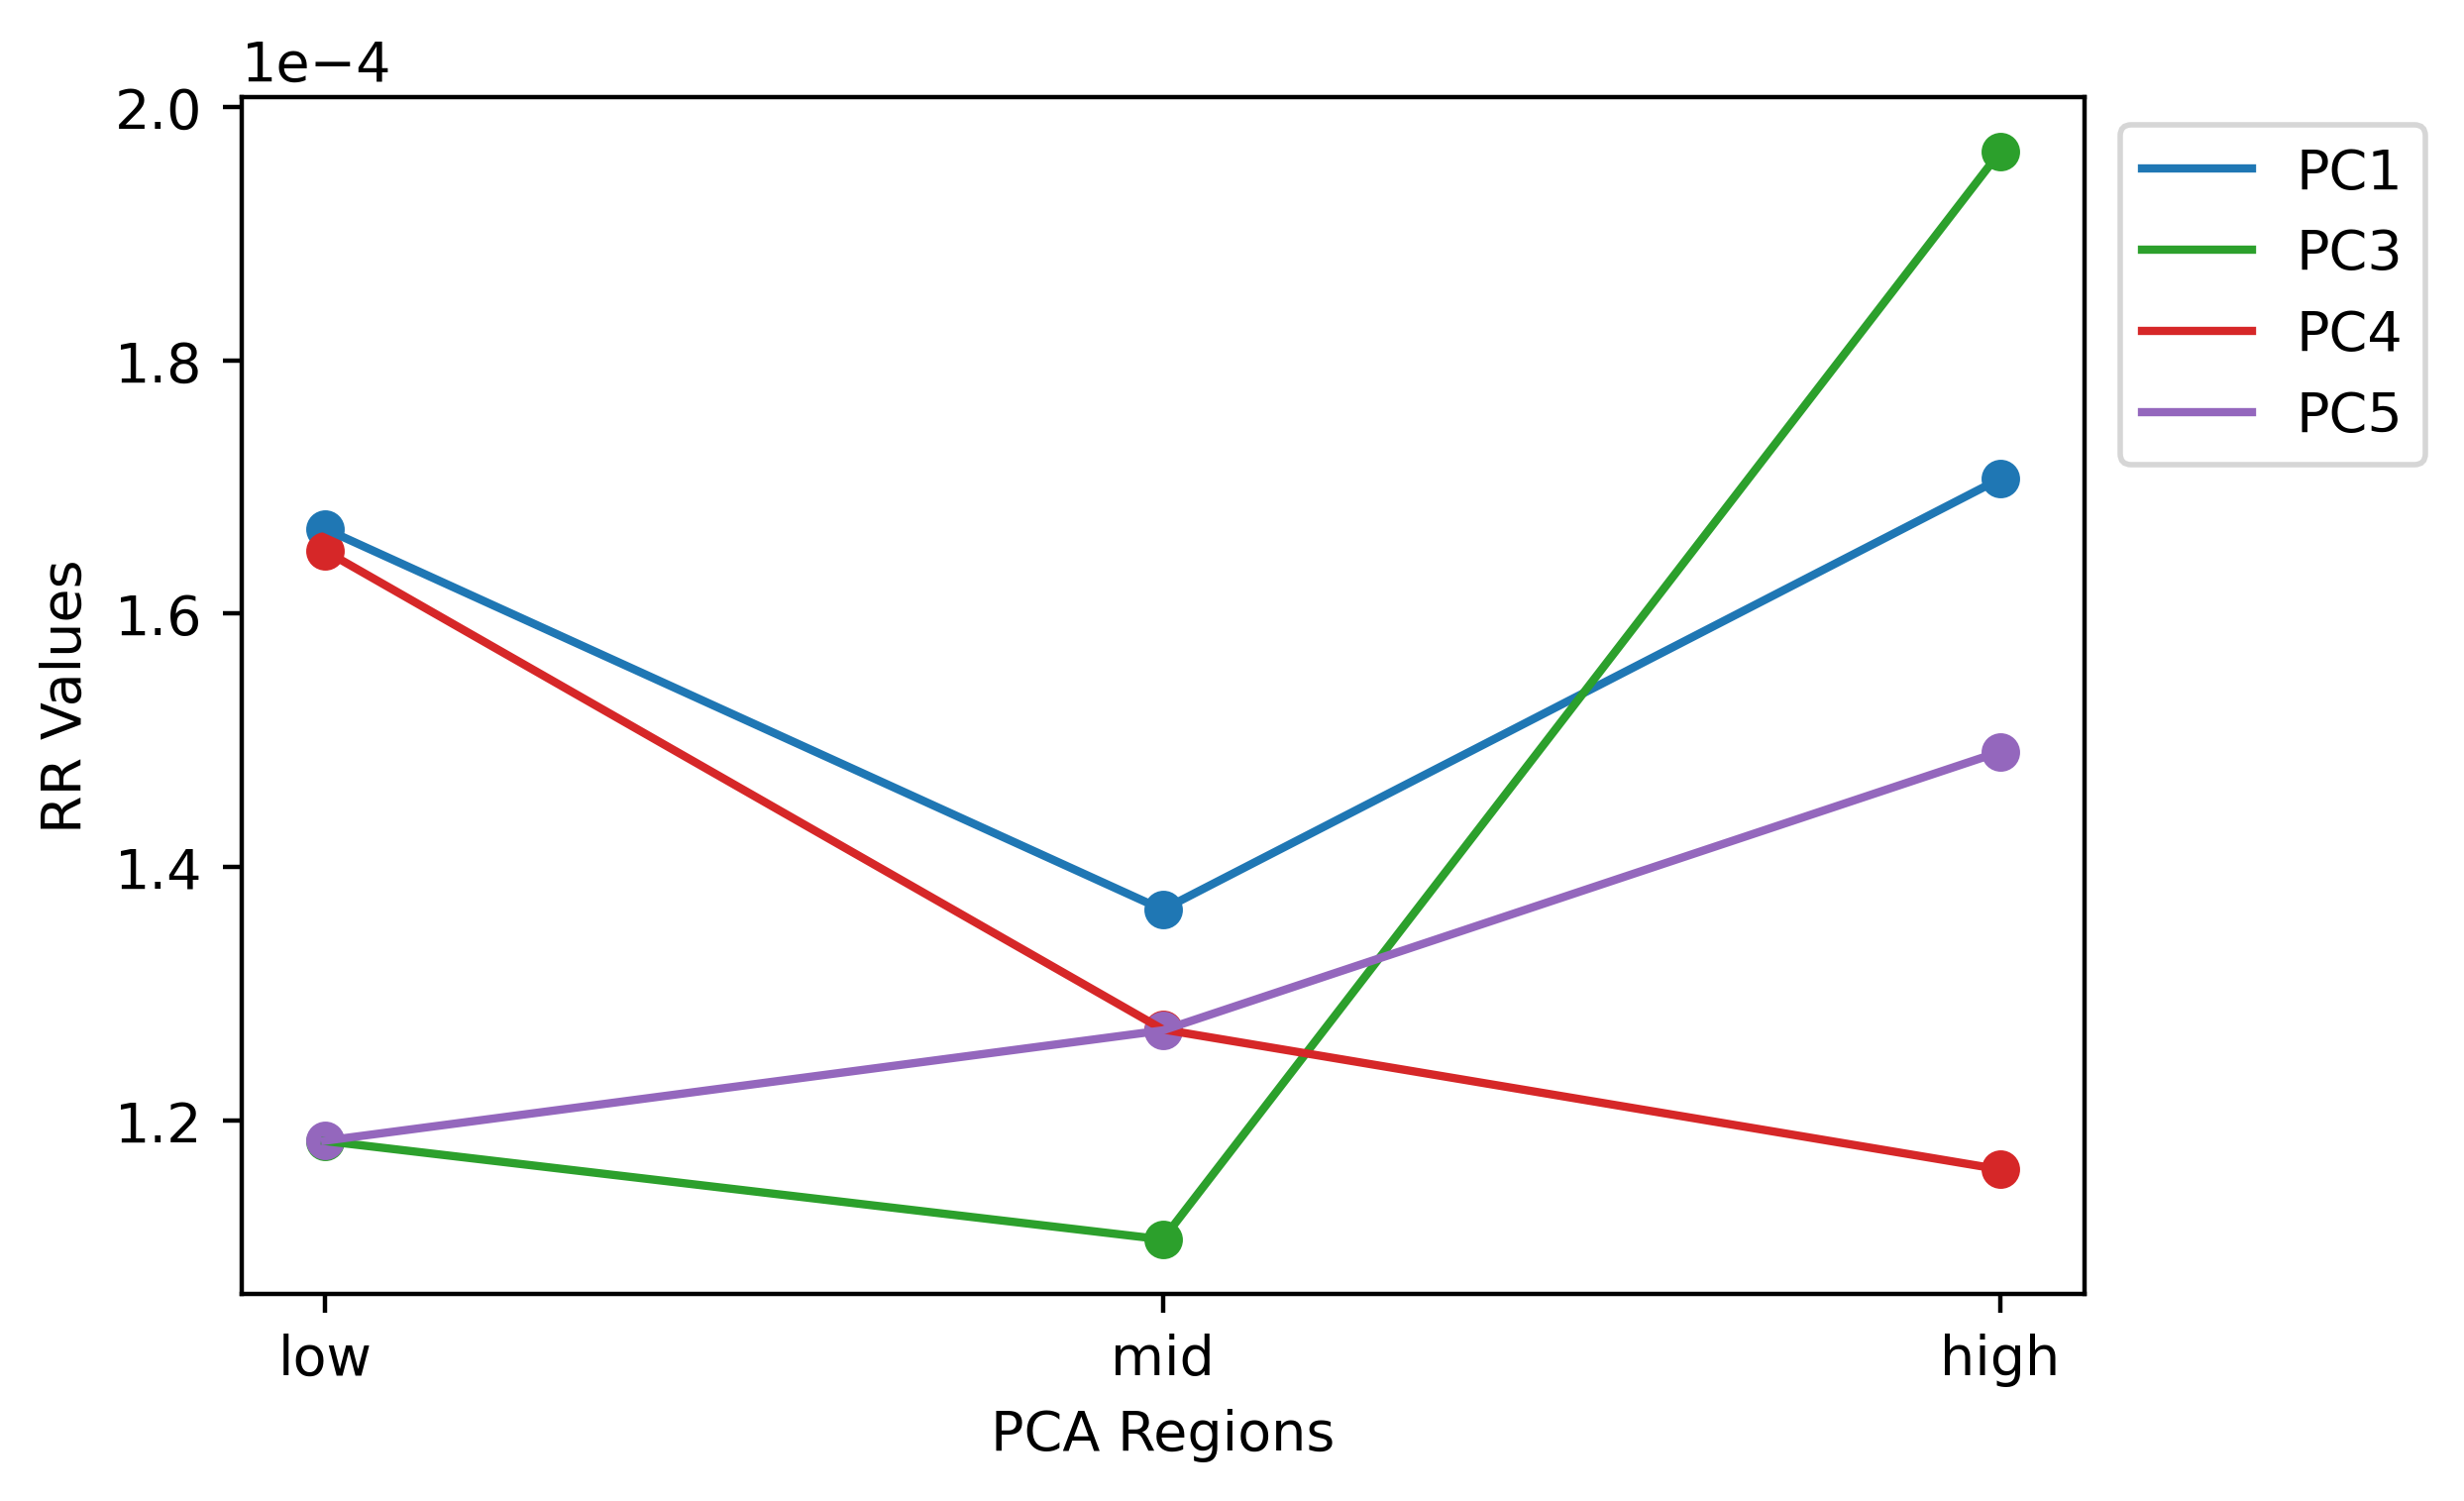 1e−4
2.0
1.8
1.6
1.4
1.2
RR Values
low
mid
high
PCA Regions
PC1
PC3
PC4
PC5